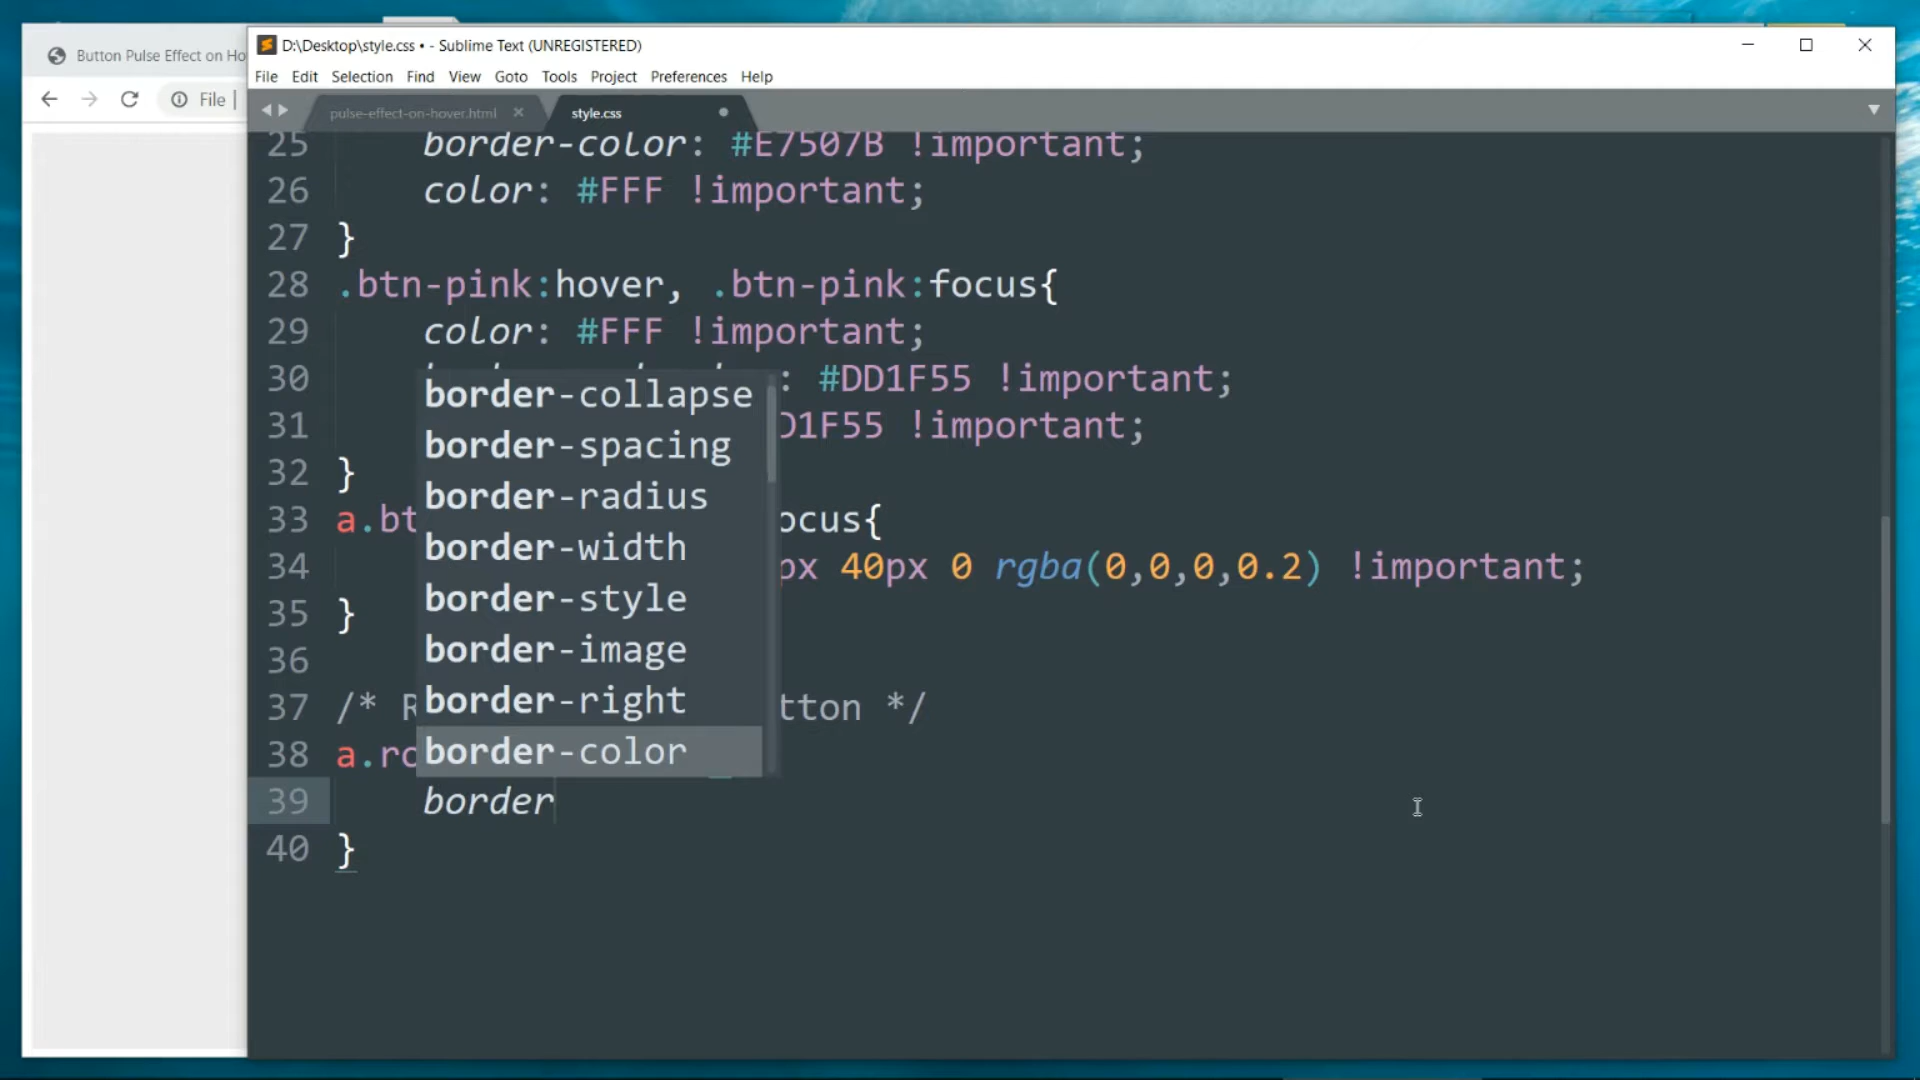 Button Pulse Effect on Ho
File |
D:\Desktop\style.css • - Sublime Text (UNREGISTERED)
File Edit Selection Find View Goto Tools Project Preferences Help
pulse-effect-on-hover.html × style.css
25 border-color: #E7507B !important;
26 color: #FFF !important;
27 }
28 .btn-pink:hover, .btn-pink:focus{
29 color: #FFF !important;
30 : #DD1F55 !important;
31 D1F55 !important;
32 }
33 a.bt ocus{
34 px 40px 0 rgba(0,0,0,0.2) !important;
35 }
36
37 /* R tton */
38 a.ro
39 border
40 }
border-collapse
border-spacing
border-radius
border-width
border-style
border-image
border-right
border-color